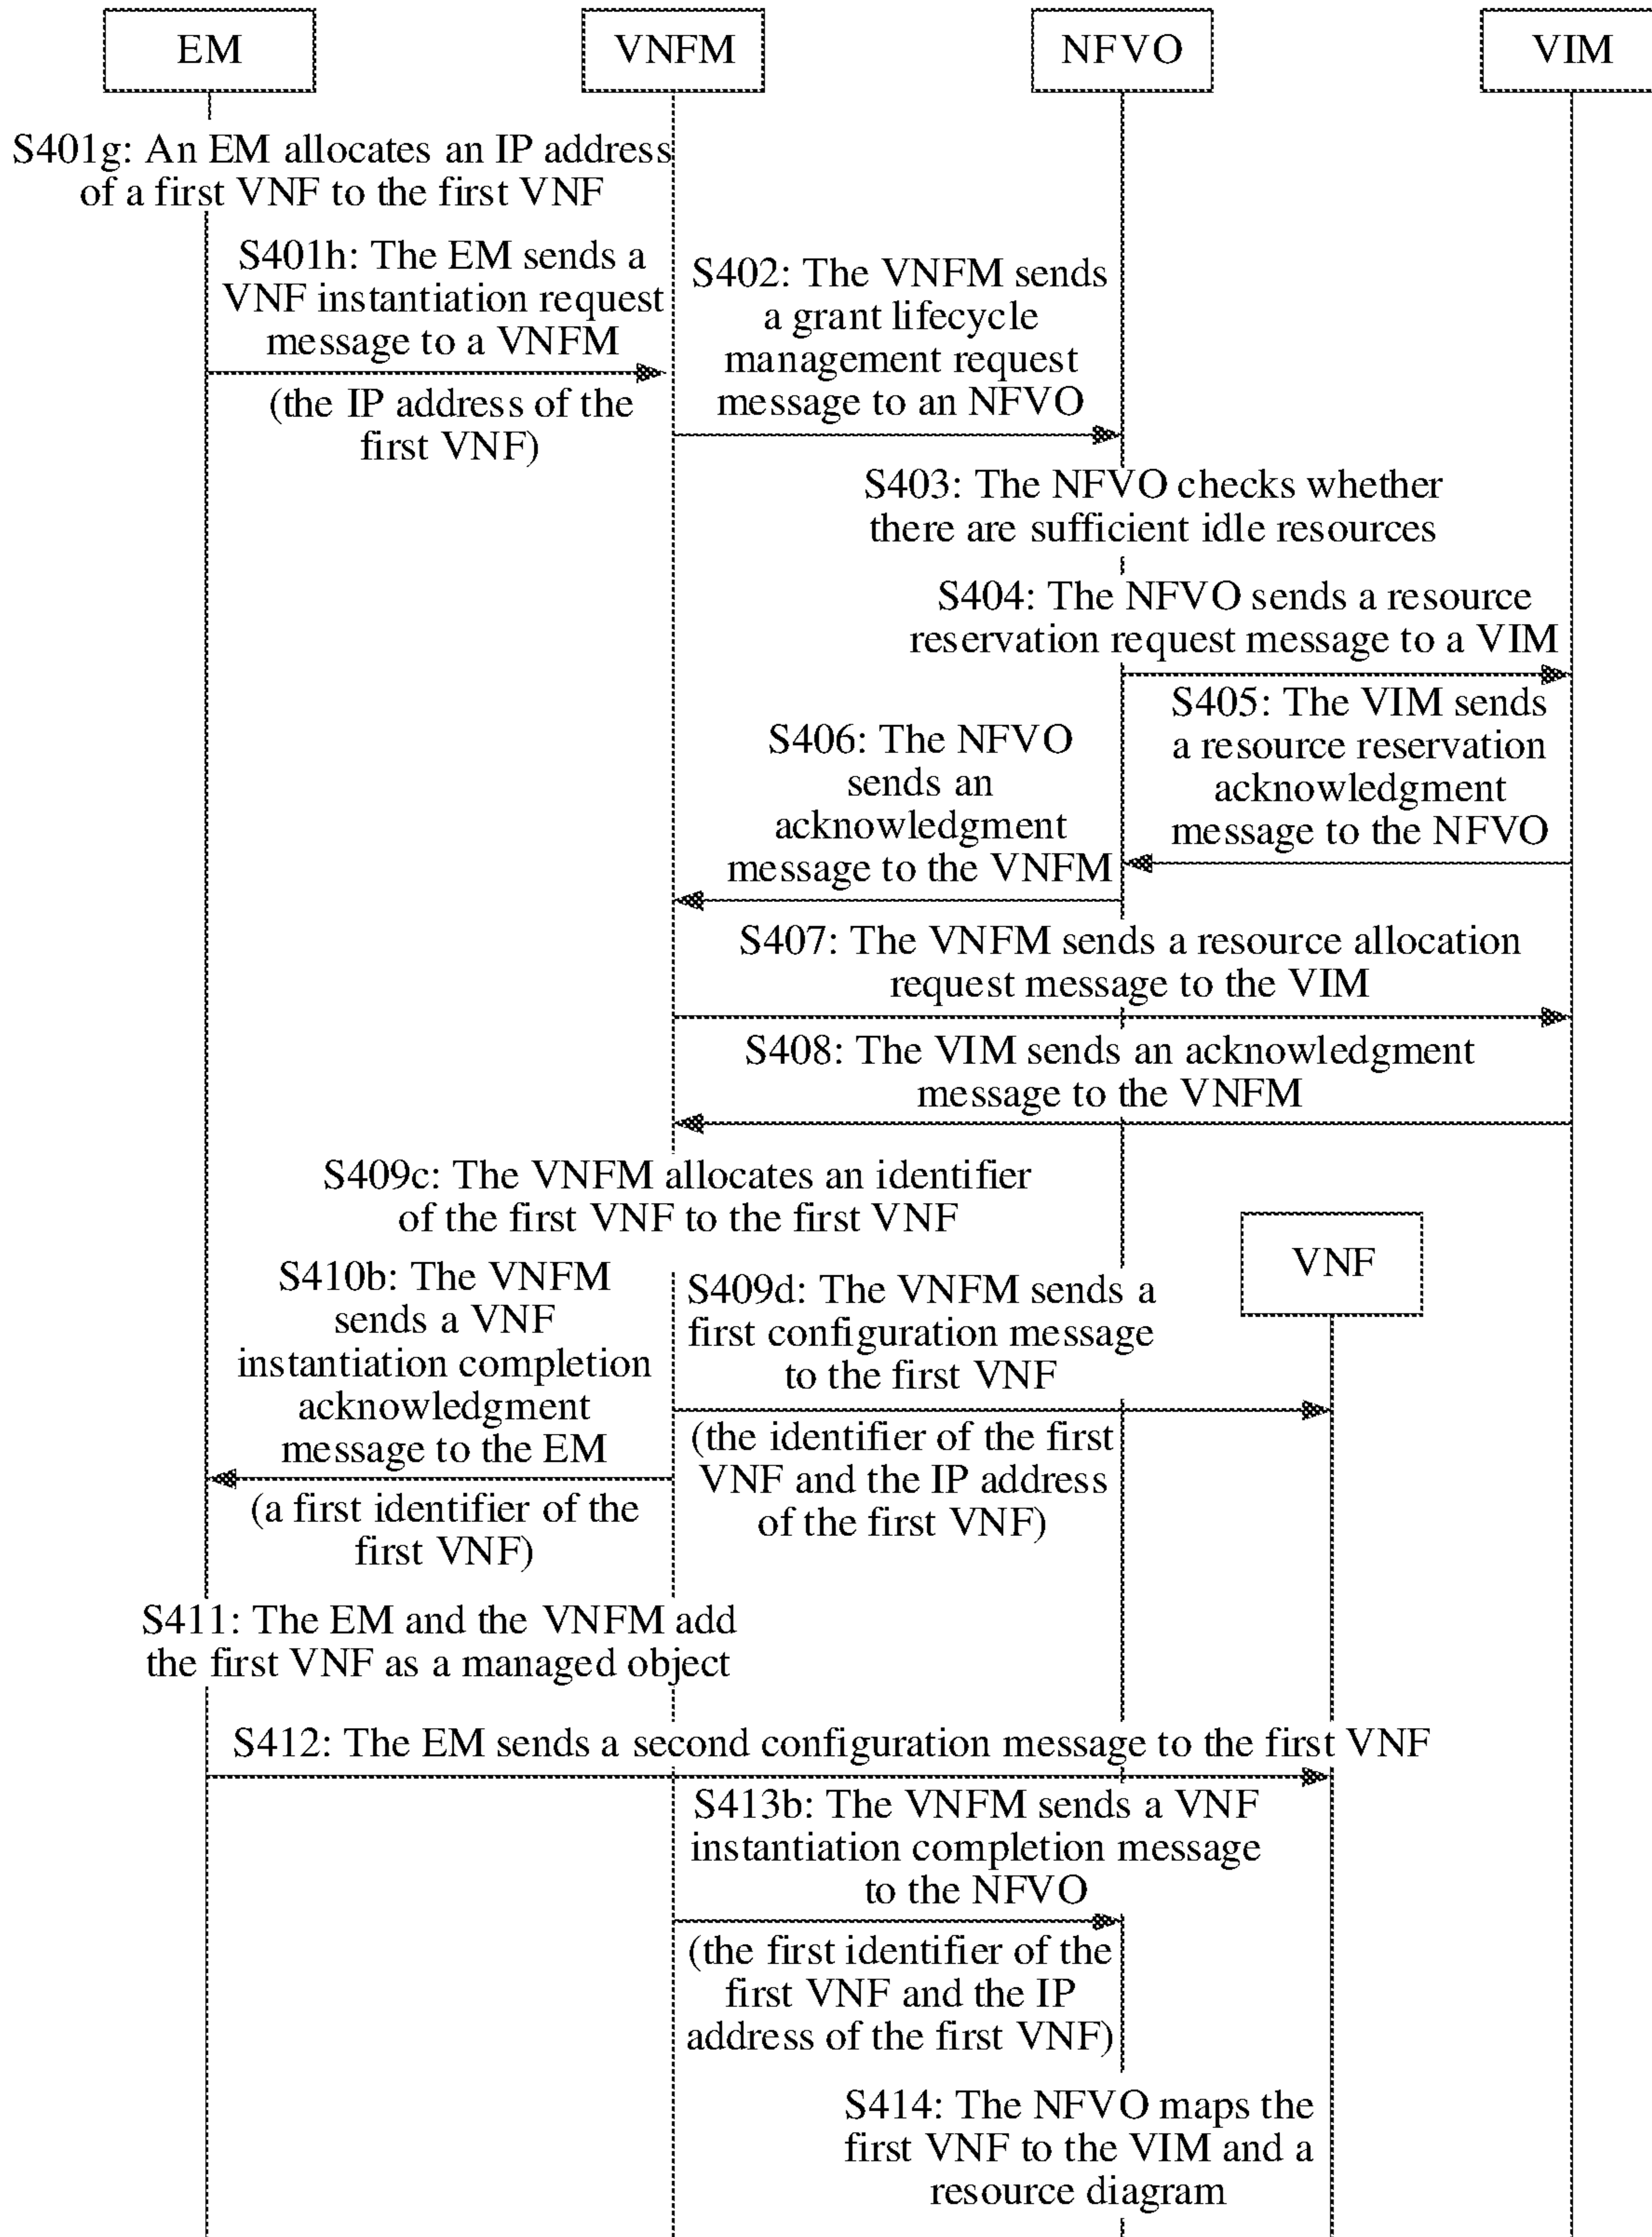 EM
VNFM
NFVO
VIM
S401g: An EM allocates an IP address
of a first VNF to the first VNF
S401h: The EM sends a
VNF instantiation request
message to a VNFM
(the IP address of the
first VNF)
S402: The VNFM sends
a grant lifecycle
management request
message to an NFVO
S403: The NFVO checks whether
there are sufficient idle resources
S404: The NFVO sends a resource
reservation request message to a VIM
S405: The VIM sends
a resource reservation
acknowledgment
message to the NFVO
S406: The NFVO
sends an
acknowledgment
message to the VNFM
S407: The VNFM sends a resource allocation
request message to the VIM
S408: The VIM sends an acknowledgment
message to the VNFM
S409c: The VNFM allocates an identifier
of the first VNF to the first VNF
VNF
S409d: The VNFM sends a
first configuration message
to the first VNF
(the identifier of the first
VNF and the IP address
of the first VNF)
S410b: The VNFM
sends a VNF
instantiation completion
acknowledgment
message to the EM
(a first identifier of the
first VNF)
S411: The EM and the VNFM add
the first VNF as a managed object
S412: The EM sends a second configuration message to the first VNF
S413b: The VNFM sends a VNF
instantiation completion message
to the NFVO
(the first identifier of the
first VNF and the IP
address of the first VNF)
S414: The NFVO maps the
first VNF to the VIM and a
resource diagram